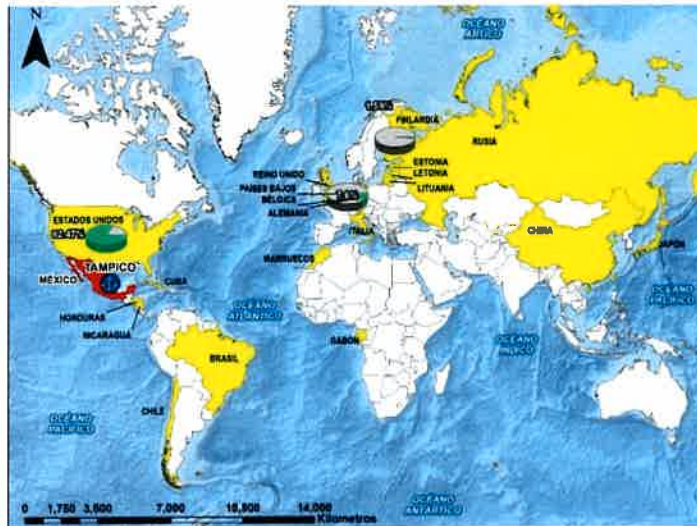 N
OCÉANO
ÁRTICO
FINLANDIA
RUSIA
ESTONIA
LETONIA
LITUANIA
REINO UNIDO
PAISES BAJOS
BÉLGICA
ALEMANIA
ITALIA
ESTADOS UNIDOS
CHINA
JAPÓN
MARRUECOS
TAMPICO
MÉXICO
CUBA
HONDURAS
NICARAGUA
OCÉANO
ATLÁNTICO
GABÓN
OCÉANO
ÍNDICO
OCÉANO
PACÍFICO
BRASIL
CHILE
OCÉANO
PACÍFICO
OCÉANO
ANTÁRTICO
0 1,750 3,500 7,000 10,500 14,000
Kilometros